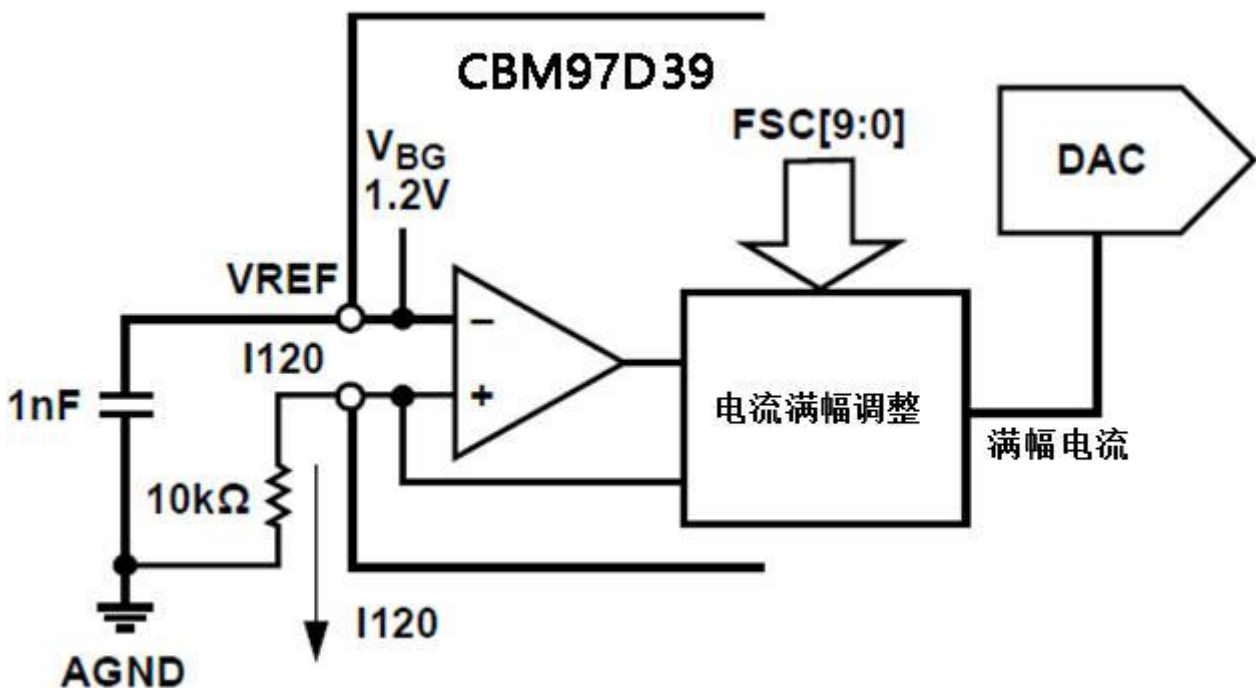 CBM97D39
FSC[9:0]
DAC
VBG
1.2V
VREF
I120
1nF
10kΩ
−
+
电流满幅调整
满幅电流
I120
AGND